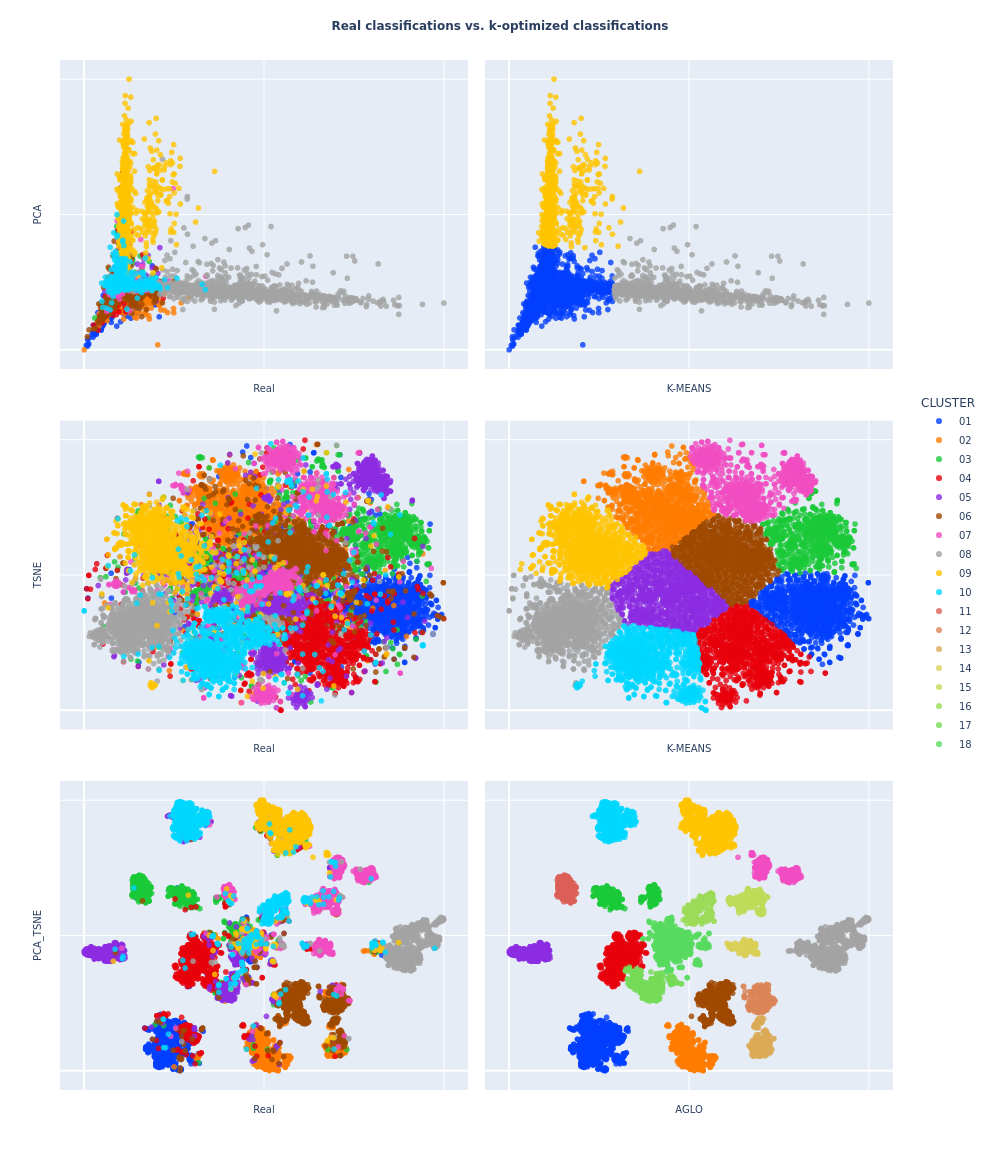 Real classifications vs. k-optimized classifications
PCA
Real
K-MEANS
TSNE
Real
K-MEANS
PCA_TSNE
Real
AGLO
CLUSTER
01
02
03
04
05
06
07
08
09
10
11
12
13
14
15
16
17
18